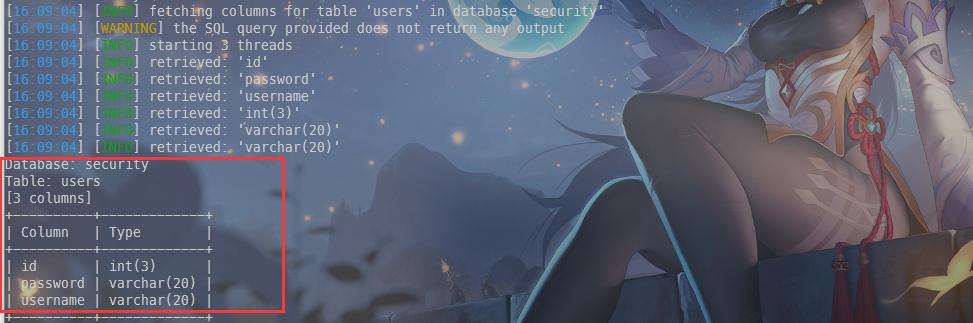 [16:09:04] [INFO] fetching columns for table 'users' in database 'security'
[16:09:04] [WARNING] the SQL query provided does not return any output
[16:09:04] [INFO] starting 3 threads
[16:09:04] [INFO] retrieved: 'id'
[16:09:04] [INFO] retrieved: 'password'
[16:09:04] [INFO] retrieved: 'username'
[16:09:04] [INFO] retrieved: 'int(3)'
[16:09:04] [INFO] retrieved: 'varchar(20)'
[16:09:04] [INFO] retrieved: 'varchar(20)'
Database: security
Table: users
[3 columns]
+----------+-------------+
| Column   | Type        |
+----------+-------------+
| id       | int(3)      |
| password | varchar(20) |
| username | varchar(20) |
+----------+-------------+